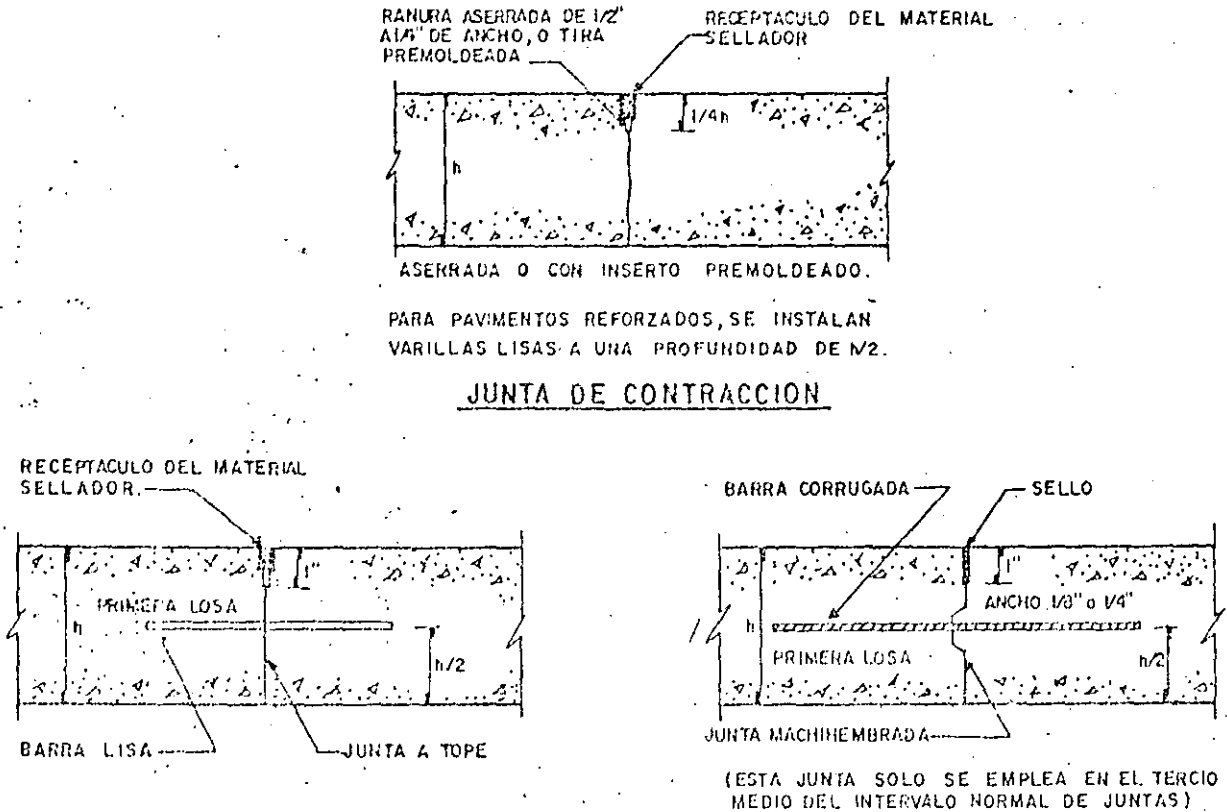 RANURA ASERRADA DE 1/2"
A 1/4" DE ANCHO, O TIRA
PREMOLDEADA
RECEPTACULO DEL MATERIAL
SELLADOR
1/4h
h
ASERRADA O CON INSERTO PREMOLDEADO.
PARA PAVIMENTOS REFORZADOS, SE INSTALAN
VARILLAS LISAS A UNA PROFUNDIDAD DE h/2.
JUNTA DE CONTRACCION
RECEPTACULO DEL MATERIAL
SELLADOR.
1"
PRIMERA LOSA
h
h/2
BARRA LISA
JUNTA A TOPE
BARRA CORRUGADA
SELLO
1"
ANCHO 1/8" o 1/4"
h
PRIMERA LOSA
h/2
JUNTA MACHIHEMBRADA
(ESTA JUNTA SOLO SE EMPLEA EN EL TERCIO
MEDIO DEL INTERVALO NORMAL DE JUNTAS)